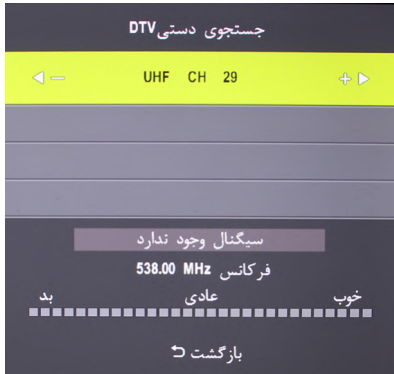 جستجوی دستی DTV
UHF CH 29
سیگنال وجود ندارد
فرکانس 538.00 MHz
بد عادی خوب
بازگشت